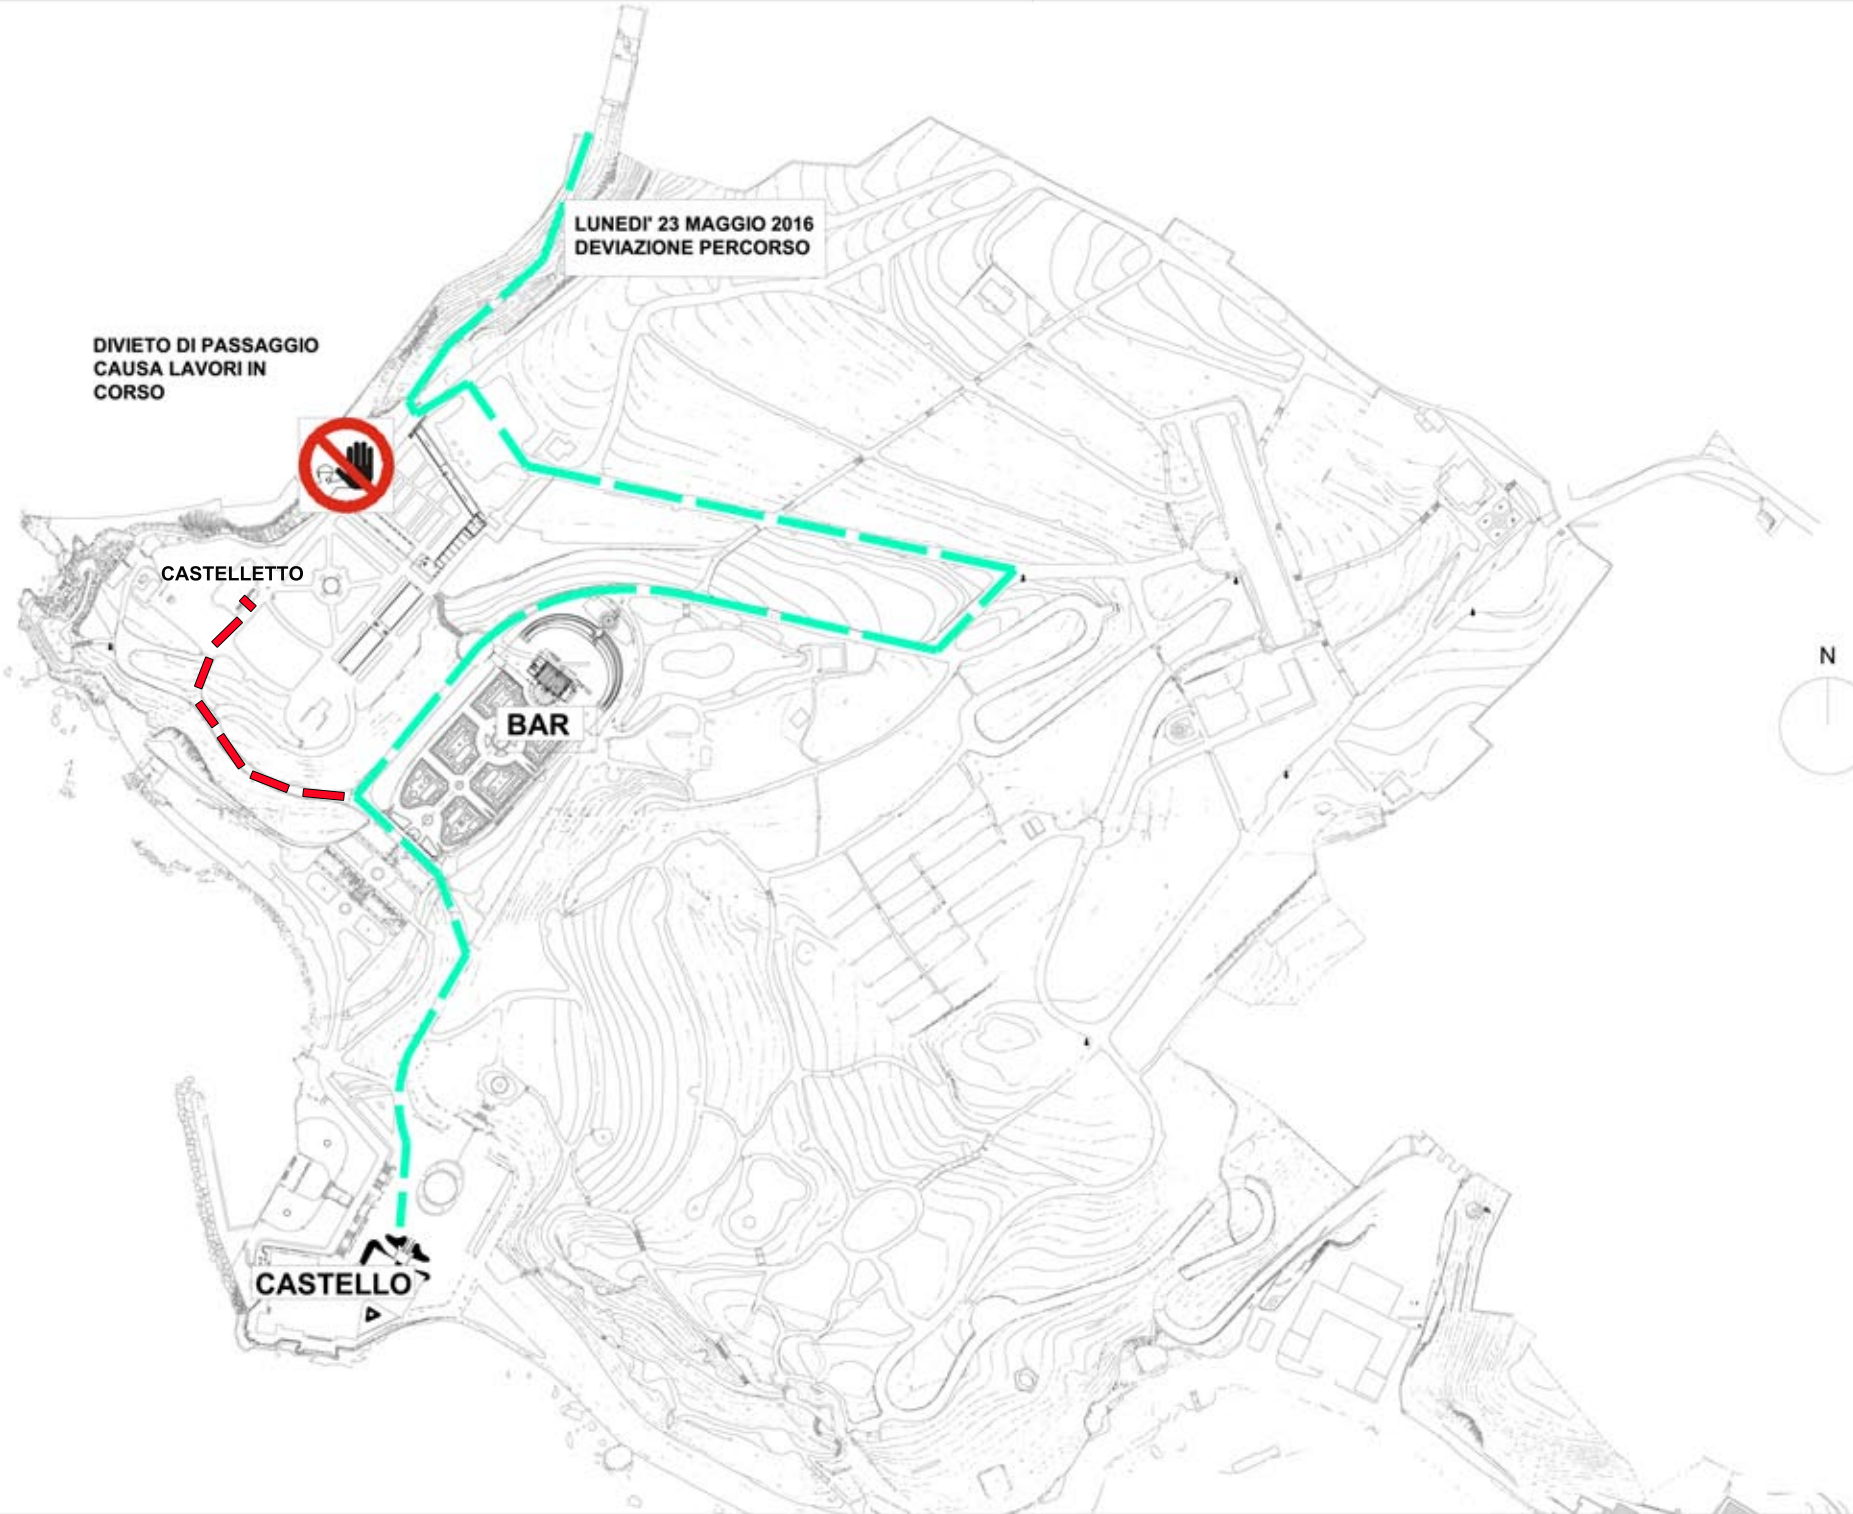 LUNEDI' 23 MAGGIO 2016
DEVIAZIONE PERCORSO
DIVIETO DI PASSAGGIO
CAUSA LAVORI IN
CORSO
CASTELLETTO
N
BAR
CASTELLO